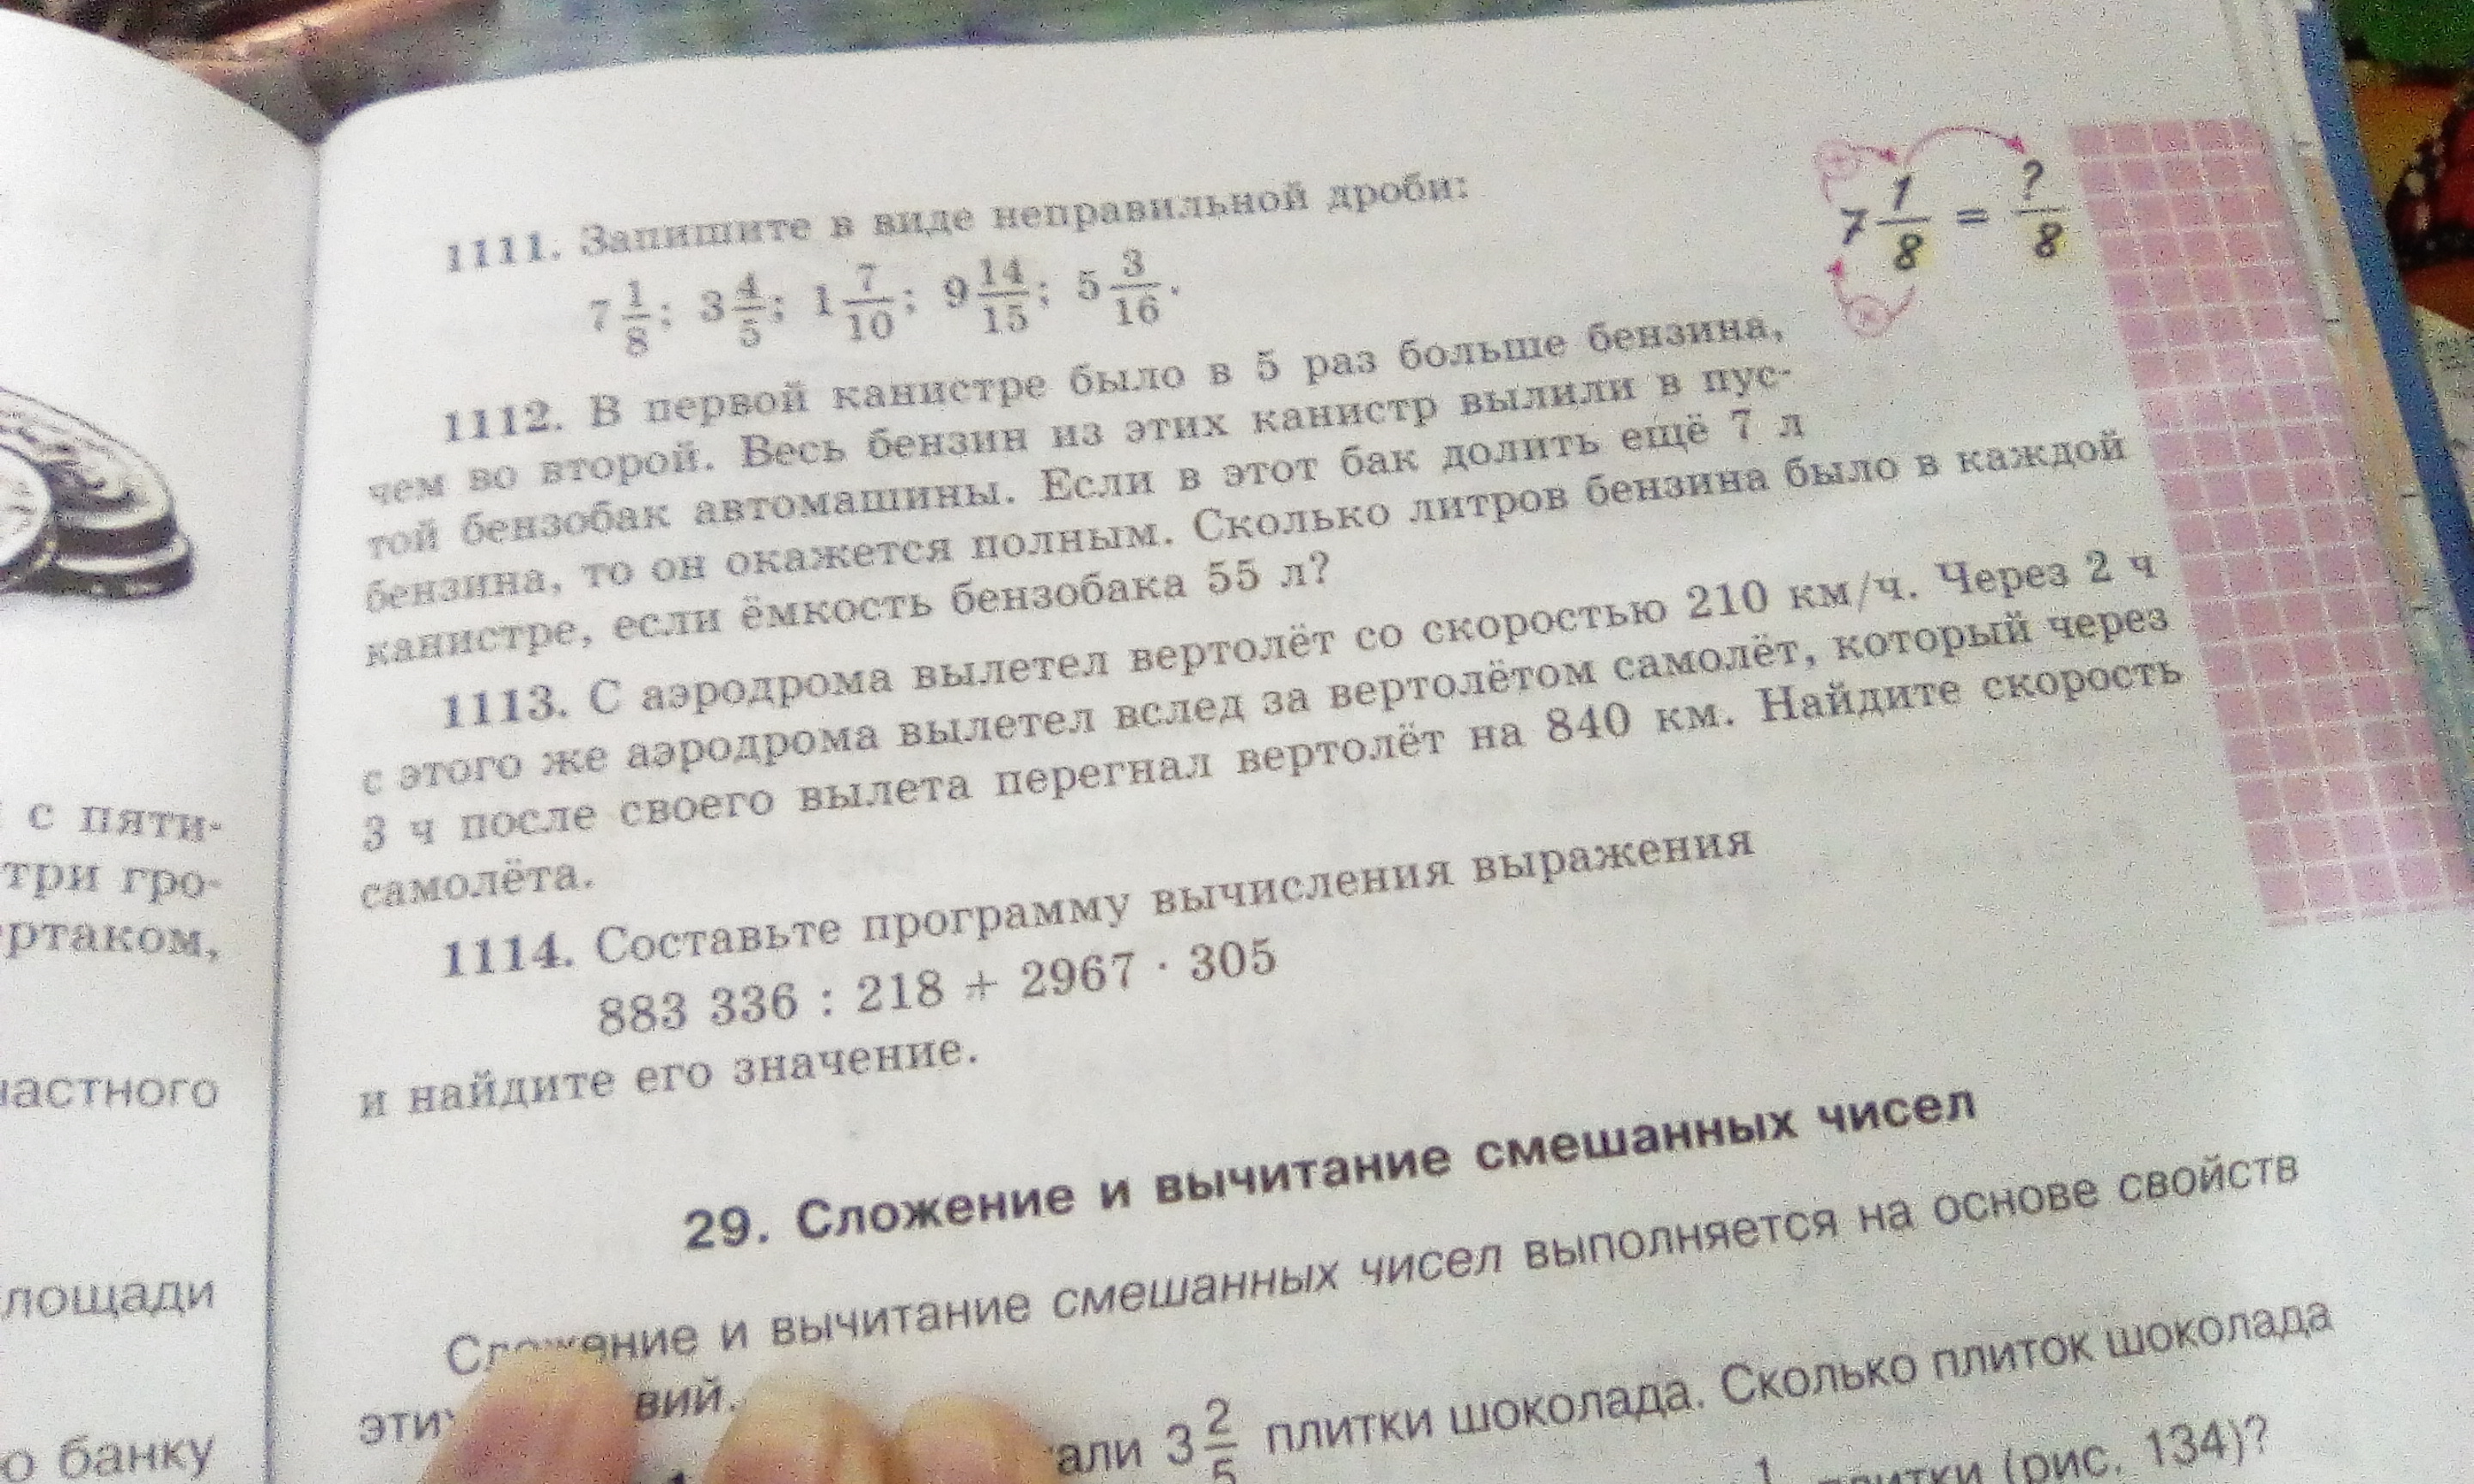 с пяти-
три гро-
ртаком,
частного
площади
о банку
1111. Запишите в виде неправильной дроби:
7 1/8; 3 4/5; 1 7/10; 9 14/15; 5 3/16.
7 1/8 = ?/8
1112. В первой канистре было в 5 раз больше бензина,
чем во второй. Весь бензин из этих канистр вылили в пус-
той бензобак автомашины. Если в этот бак долить ещё 7 л
бензина, то он окажется полным. Сколько литров бензина было в каждой
канистре, если ёмкость бензобака 55 л?
1113. С аэродрома вылетел вертолёт со скоростью 210 км/ч. Через 2 ч
с этого же аэродрома вылетел вслед за вертолётом самолёт, который через
3 ч после своего вылета перегнал вертолёт на 840 км. Найдите скорость
самолёта.
1114. Составьте программу вычисления выражения
883 336 : 218 + 2967 · 305
и найдите его значение.
29. Сложение и вычитание смешанных чисел
Сложение и вычитание смешанных чисел выполняется на основе свойств
вий.
али 3 2/5 плитки шоколада. Сколько плиток шоколада
плитки (рис. 134)?